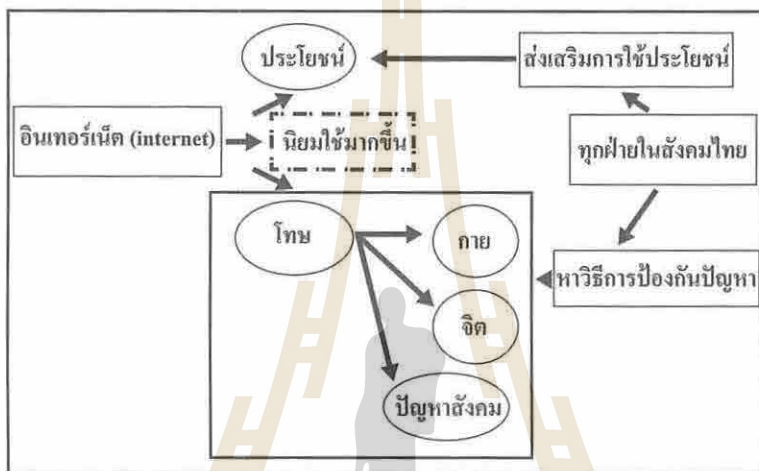 ประโยชน์
ส่งเสริมการใช้ประโยชน์
อินเทอร์เน็ต (internet)
นิยมใช้มากขึ้น
ทุกฝ่ายในสังคมไทย
โทษ
กาย
หาวิธีการป้องกันปัญหา
จิต
ปัญหาสังคม